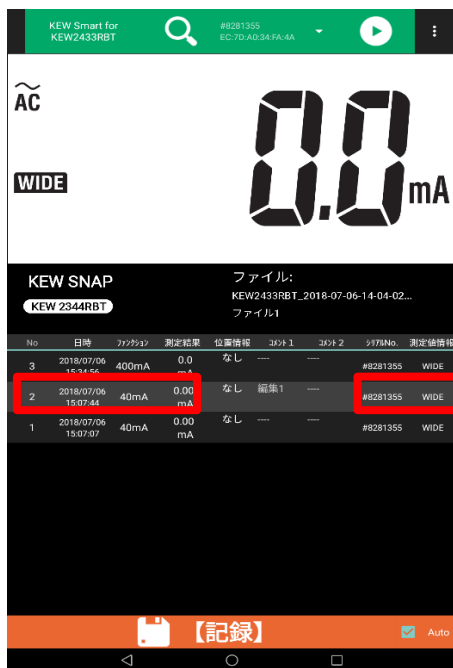 KEW Smart for
KEW2433RBT
#8281355
EC:7D:A0:34:FA:4A
AC
WIDE
0.0 mA
KEW SNAP
KEW 2344RBT
ファイル:
KEW2433RBT_2018-07-06-14-04-02...
ファイル1
No 日時 ファンクション 測定結果 位置情報 コメント1 コメント2 シリアルNo. 測定値情報
3 2018/07/06 15:34:56 400mA 0.0 mA なし ---- ---- #8281355 WIDE
2 2018/07/06 15:07:44 40mA 0.00 mA なし 編集1 ---- #8281355 WIDE
1 2018/07/06 15:07:07 40mA 0.00 mA なし ---- ---- #8281355 WIDE
【記録】
Auto